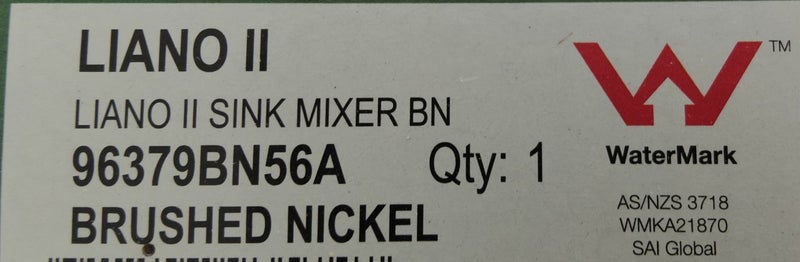 LIANO II
LIANO II SINK MIXER BN
96379BN56A Qty: 1
BRUSHED NICKEL
TM
WaterMark
AS/NZS 3718
WMKA21870
SAI Global